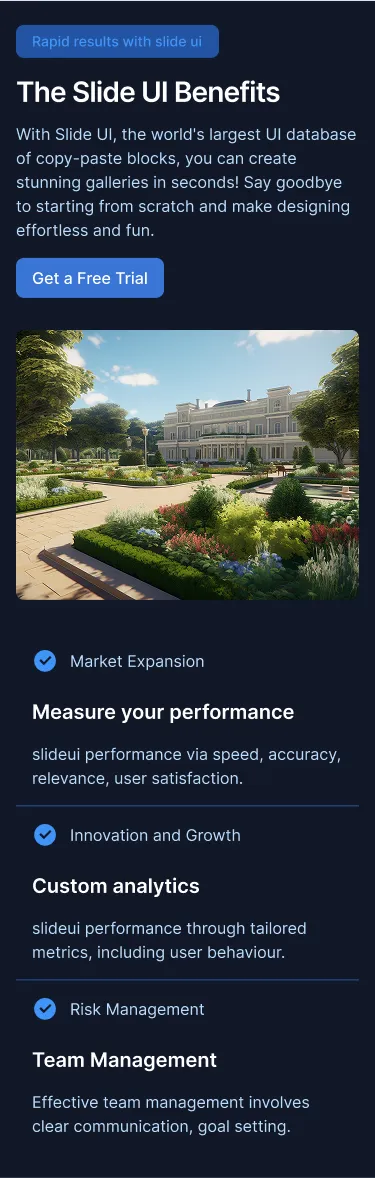 Rapid results with slide ui
The Slide UI Benefits
With Slide UI, the world's largest UI database
of copy-paste blocks, you can create
stunning galleries in seconds! Say goodbye
to starting from scratch and make designing
effortless and fun.
Get a Free Trial
Market Expansion
Measure your performance
slideui performance via speed, accuracy,
relevance, user satisfaction.
Innovation and Growth
Custom analytics
slideui performance through tailored
metrics, including user behaviour.
Risk Management
Team Management
Effective team management involves
clear communication, goal setting.